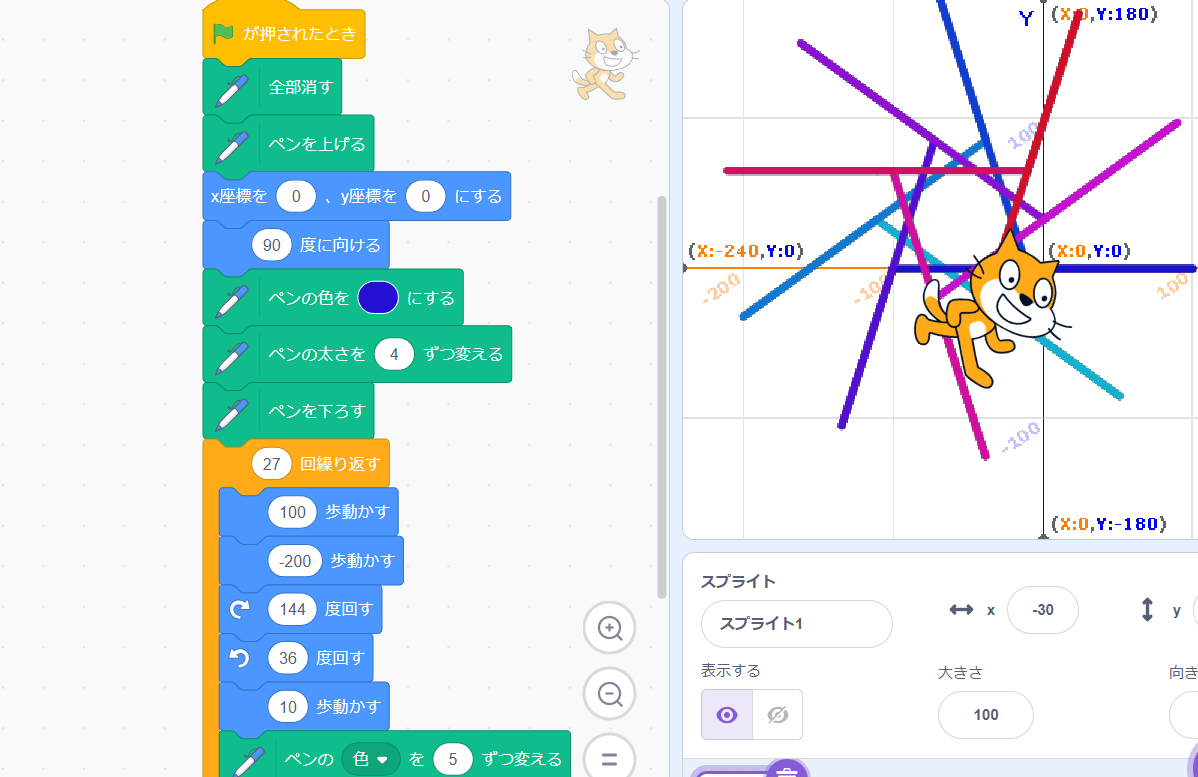 が押されたとき
全部消す
ペンを上げる
x座標を 0 、y座標を 0 にする
90 度に向ける
ペンの色を にする
ペンの太さを 4 ずつ変える
ペンを下ろす
27 回繰り返す
100 歩動かす
-200 歩動かす
144 度回す
36 度回す
10 歩動かす
ペンの 色 を 5 ずつ変える
Y (X:0,Y:180)
100
(X:-240,Y:0) (X:0,Y:0)
-200 -100 100
-100
(X:0,Y:-180)
スプライト
スプライト1 x -30 y
表示する 大きさ 向き
100